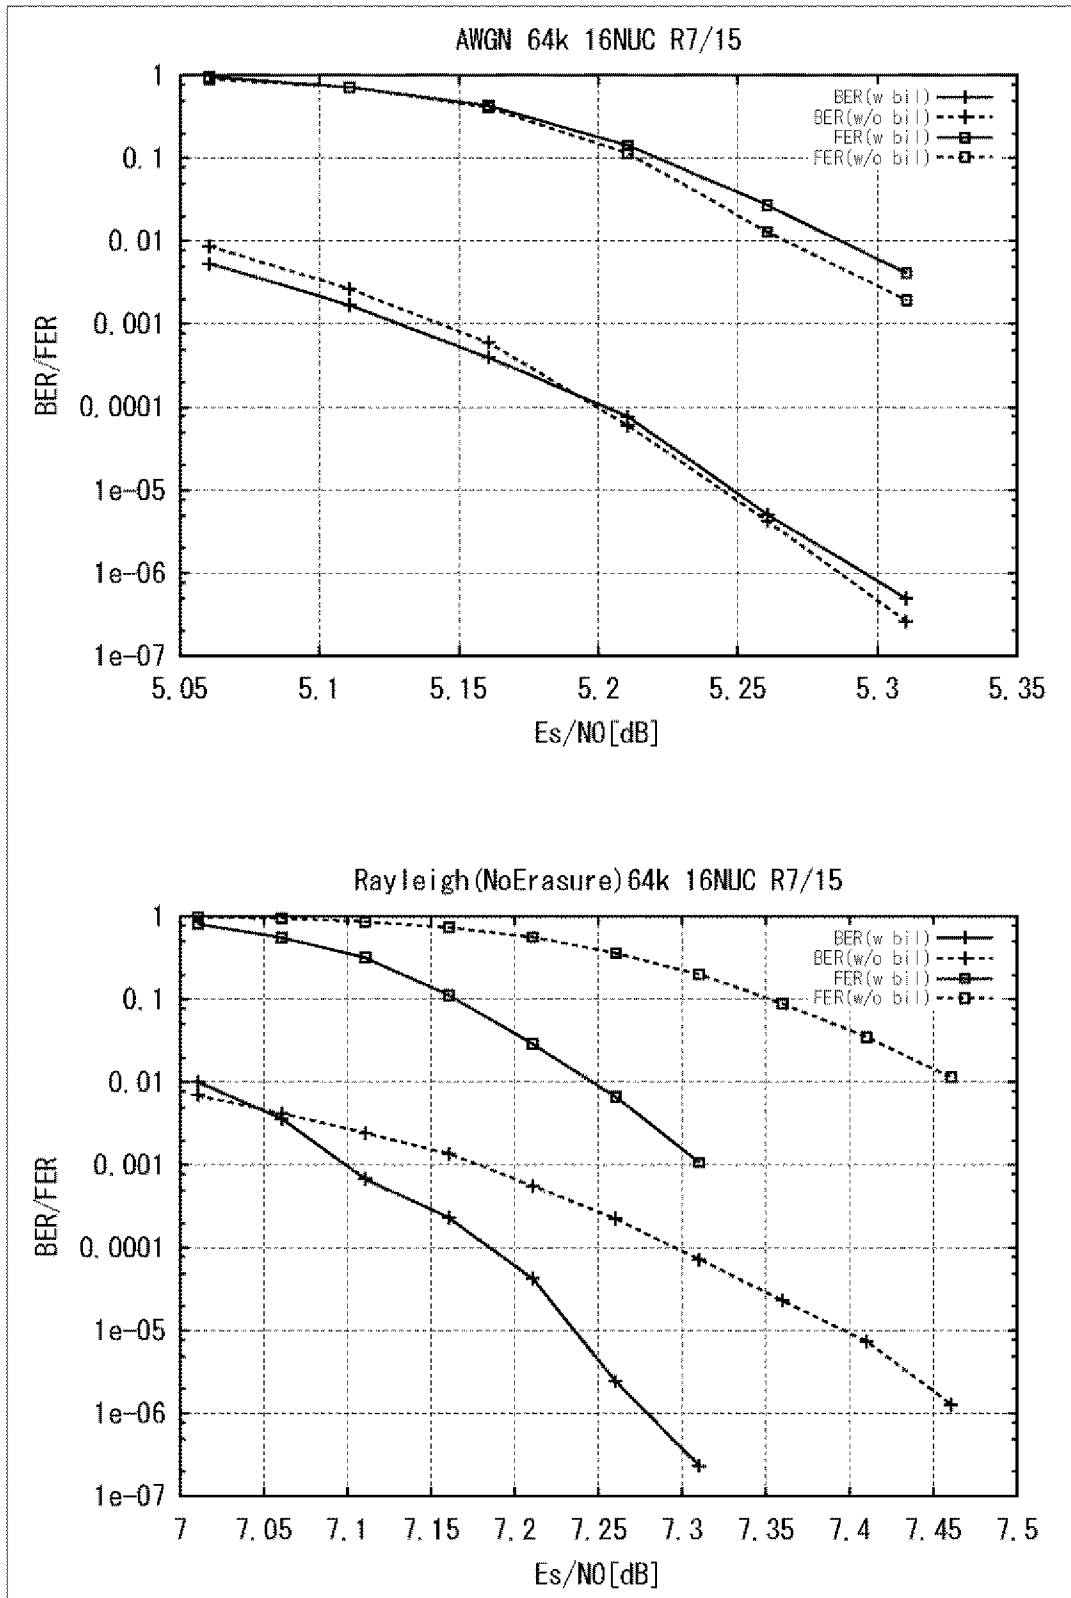 AWGN 64k 16NUC R7/15
BER(w bil)
BER(w/o bil)
FER(w bil)
FER(w/o bil)
1
0.1
0.01
0.001
0.0001
1e-05
1e-06
1e-07
BER/FER
5.05 5.1 5.15 5.2 5.25 5.3 5.35
Es/N0[dB]
Rayleigh(NoErasure)64k 16NUC R7/15
BER(w bil)
BER(w/o bil)
FER(w bil)
FER(w/o bil)
1
0.1
0.01
0.001
0.0001
1e-05
1e-06
1e-07
BER/FER
7 7.05 7.1 7.15 7.2 7.25 7.3 7.35 7.4 7.45 7.5
Es/N0[dB]